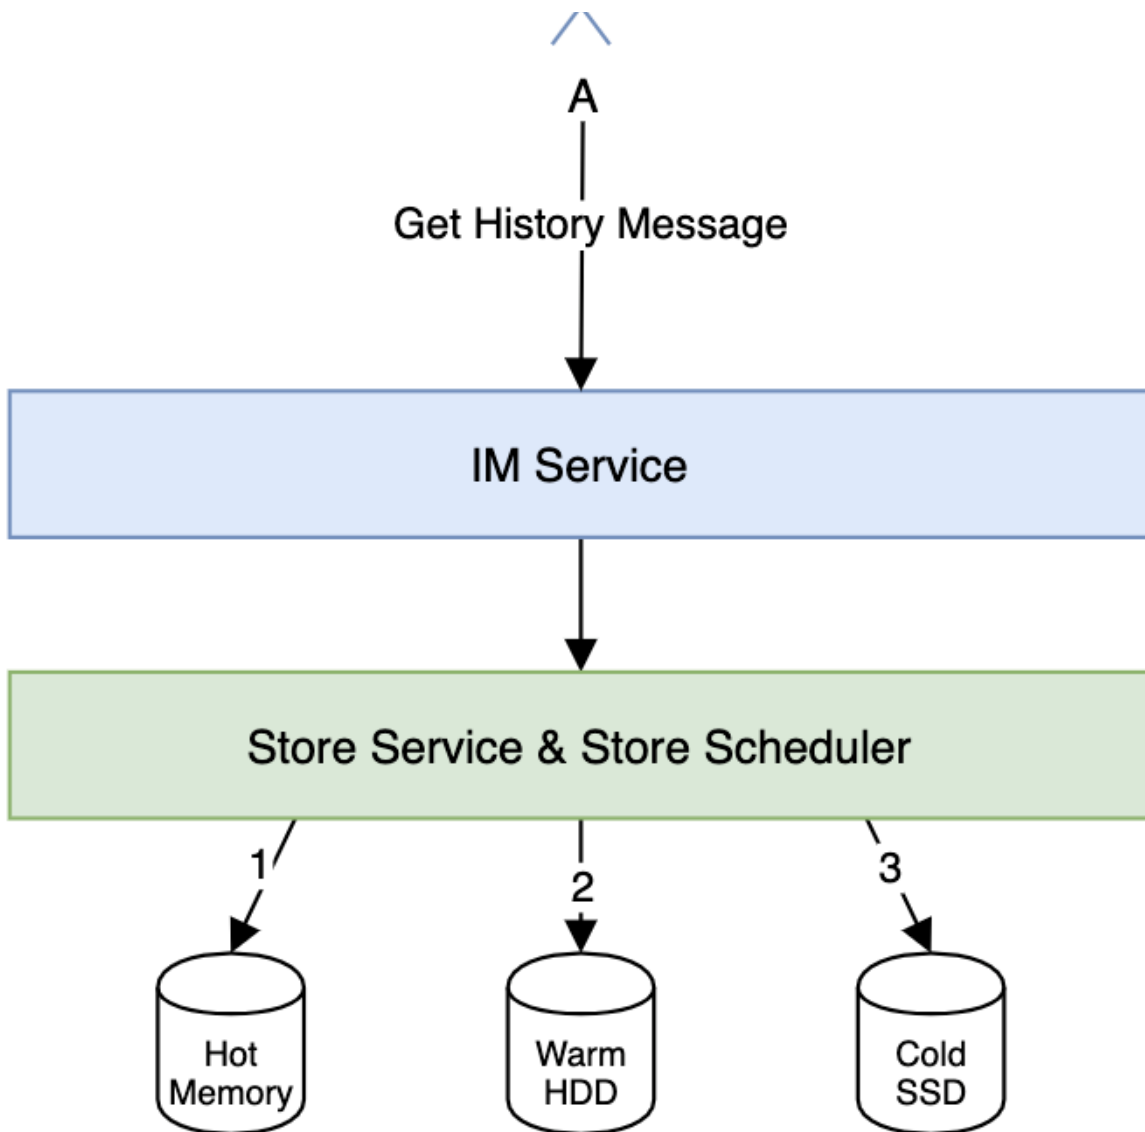 A
Get History Message
IM Service
Store Service & Store Scheduler
1
2
3
Hot
Memory
Warm
HDD
Cold
SSD